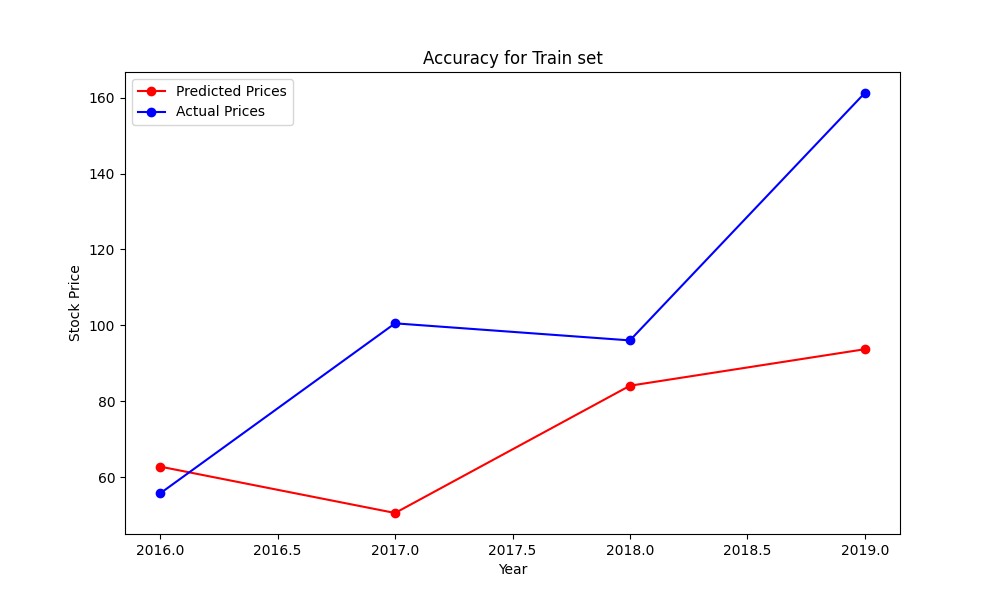 Accuracy for Train set
Predicted Prices
Actual Prices
160
140
120
100
80
60
Stock Price
2016.0 2016.5 2017.0 2017.5 2018.0 2018.5 2019.0
Year